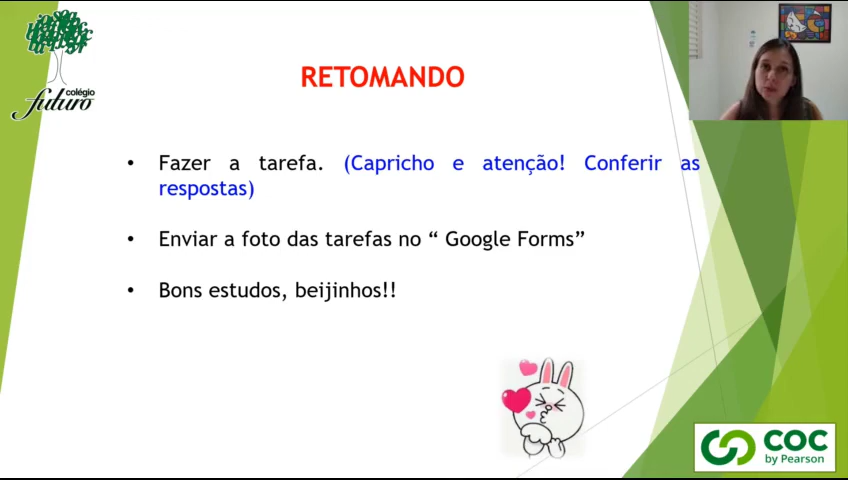 colégio
futuro
RETOMANDO
• Fazer a tarefa. (Capricho e atenção! Conferir as
respostas)
• Enviar a foto das tarefas no “ Google Forms”
• Bons estudos, beijinhos!!
COC
by Pearson